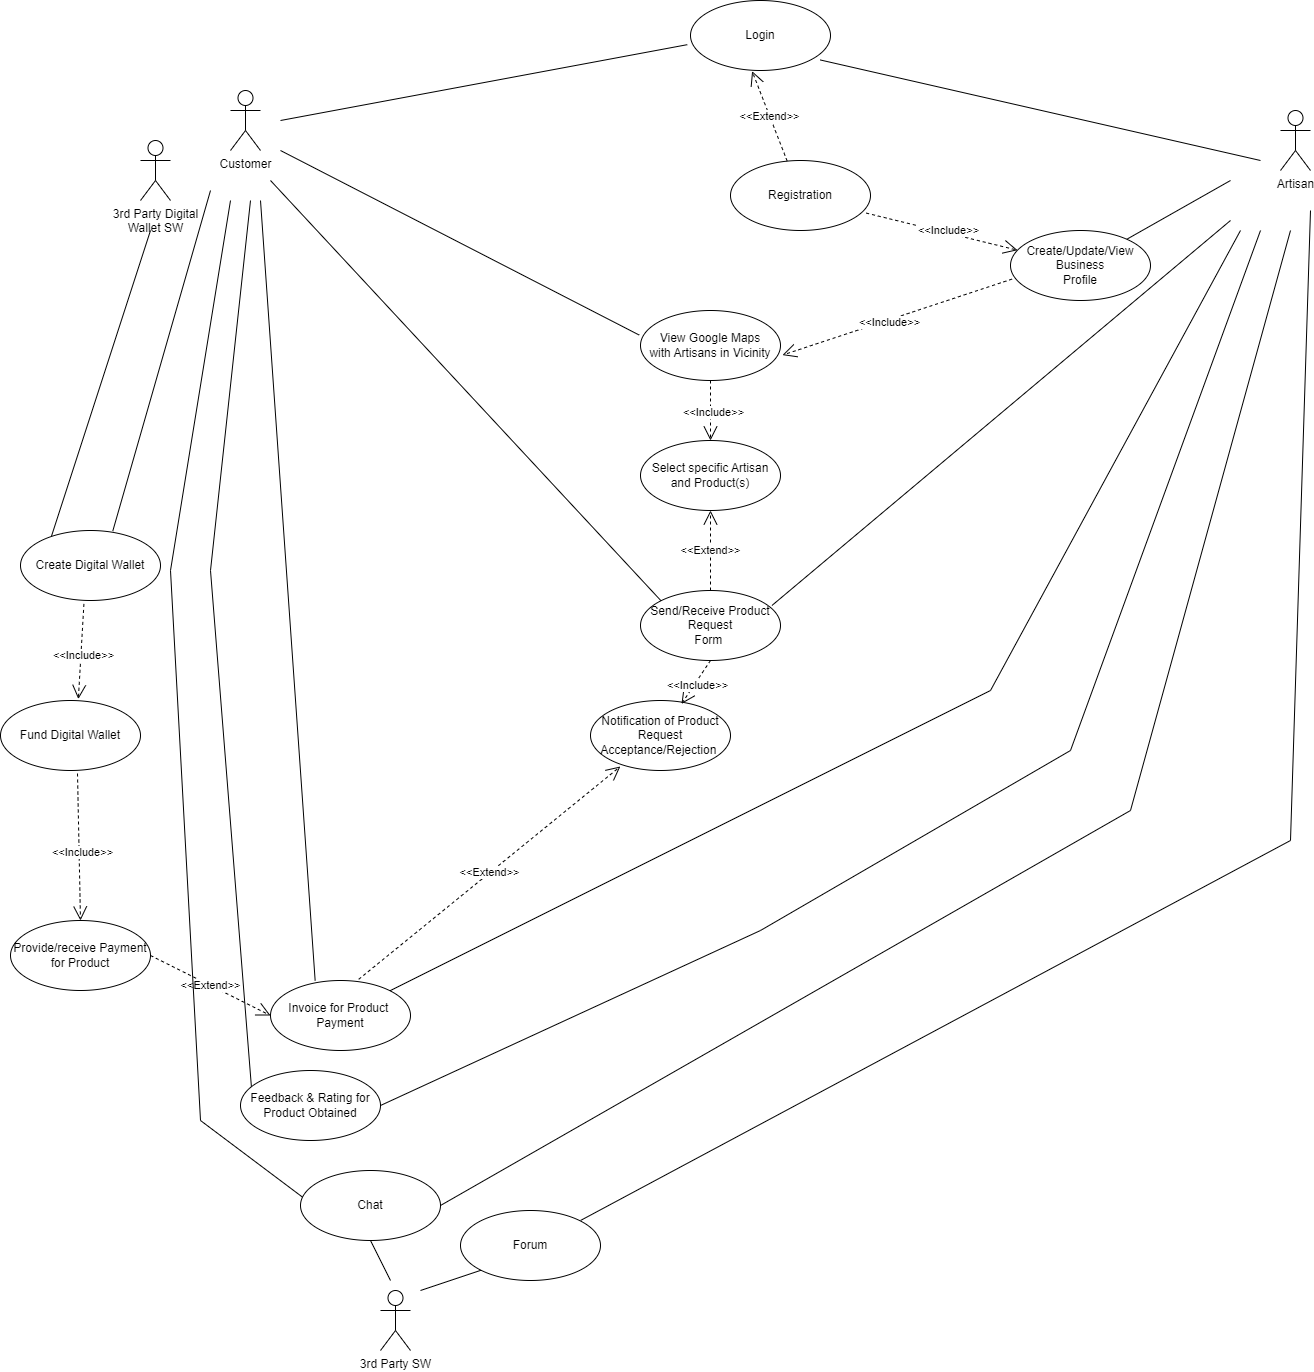 Login
<<Extend>>
Customer
3rd Party Digital
Wallet SW
Artisan
Registration
<<Include>>
Create/Update/View
Business
Profile
<<Include>>
View Google Maps
with Artisans in Vicinity
<<Include>>
Select specific Artisan
and Product(s)
<<Extend>>
Create Digital Wallet
Send/Receive Product
Request
Form
<<Include>>
<<Include>>
Fund Digital Wallet
Notification of Product
Request
Acceptance/Rejection
<<Include>>
<<Extend>>
Provide/receive Payment
for Product
<<Extend>>
Invoice for Product
Payment
Feedback & Rating for
Product Obtained
Chat
Forum
3rd Party SW